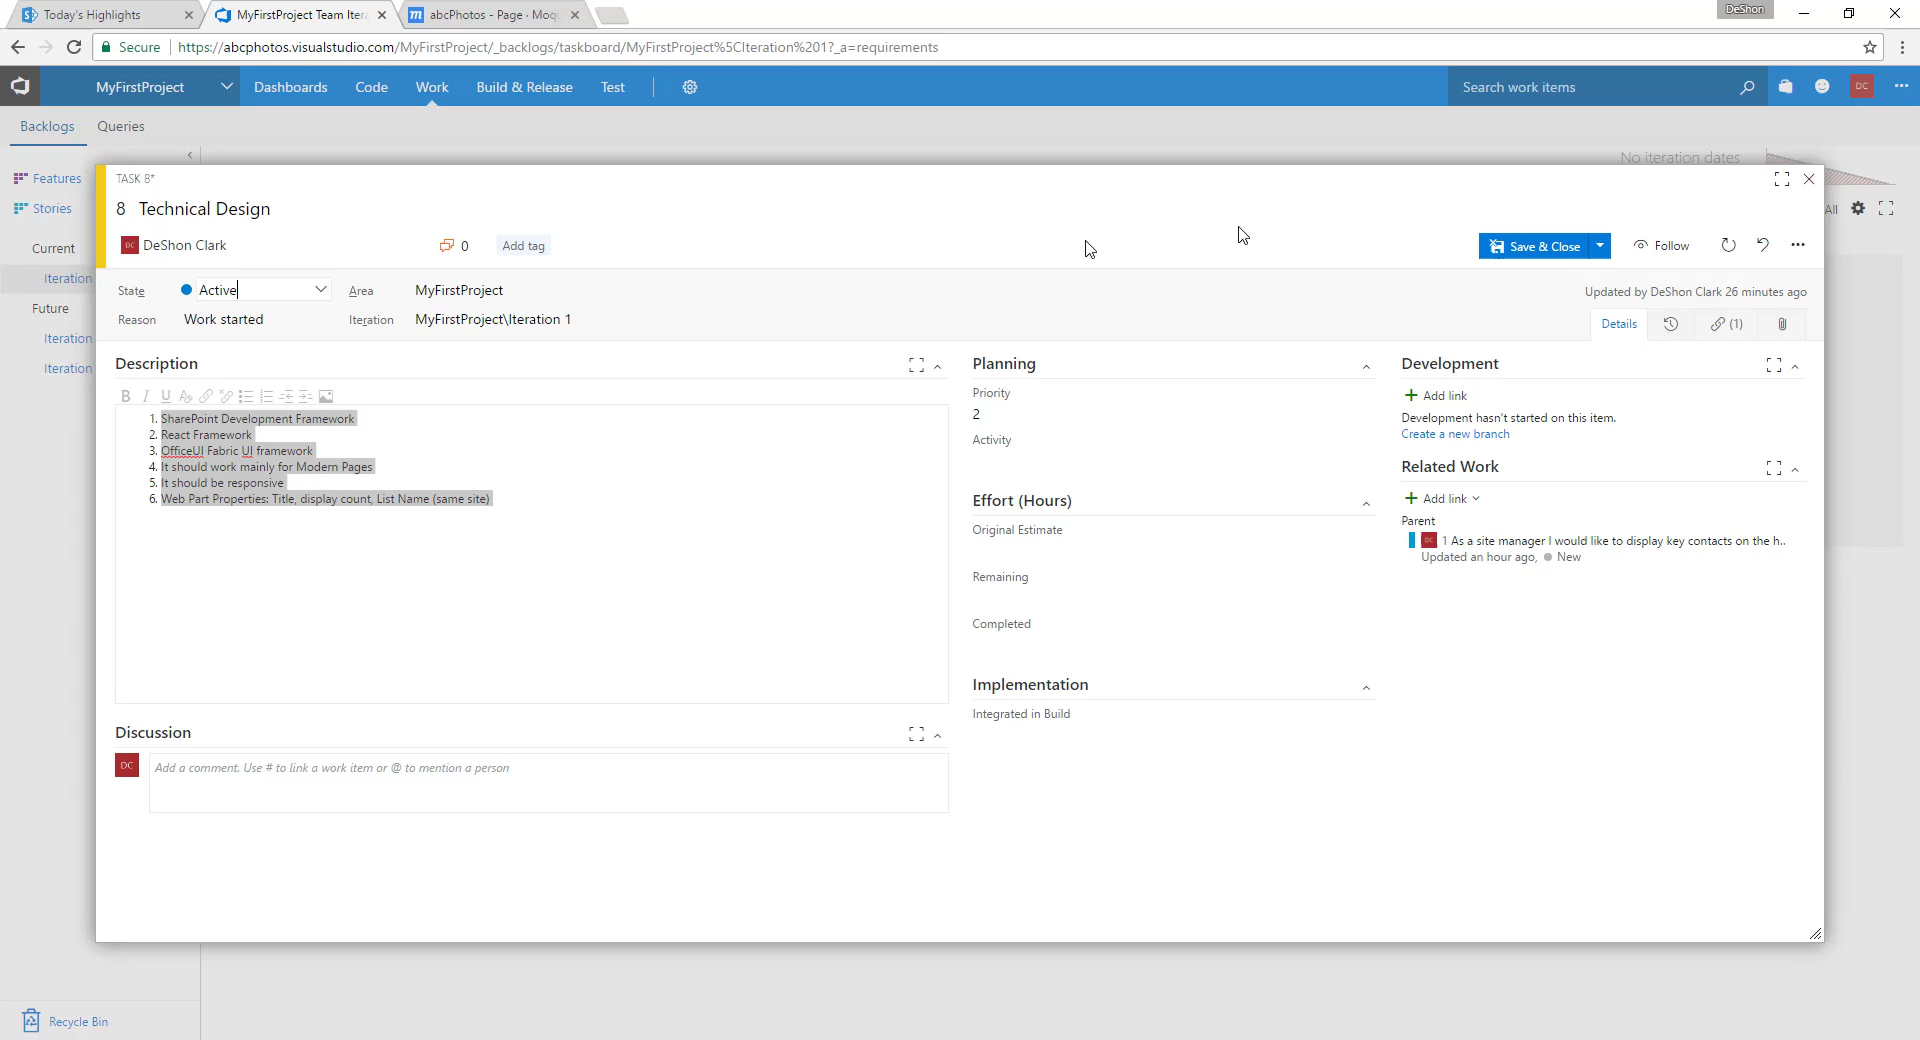 Today's Highlights
MyFirstProject Team Itera
abcPhotos - Page · Moqu
DeShon
Secure
https://abcphotos.visualstudio.com/MyFirstProject/_backlogs/taskboard/MyFirstProject%5CIteration%201?_a=requirements
MyFirstProject
Dashboards
Code
Work
Build & Release
Test
Search work items
DC
Backlogs
Queries
No iteration dates
Features
Stories
Current
Iteration
Future
Iteration
Iteration
All
TASK 8*
8 Technical Design
DC DeShon Clark
0
Add tag
Save & Close
Follow
State
Active
Area
MyFirstProject
Updated by DeShon Clark 26 minutes ago
Reason
Work started
Iteration
MyFirstProject\Iteration 1
Details
(1)
Description
B I U
1. SharePoint Development Framework
2. React Framework
3. OfficeUI Fabric UI framework
4. It should work mainly for Modern Pages
5. It should be responsive
6. Web Part Properties: Title, display count, List Name (same site)
Discussion
DC
Add a comment. Use # to link a work item or @ to mention a person
Planning
Priority
2
Activity
Effort (Hours)
Original Estimate
Remaining
Completed
Implementation
Integrated in Build
Development
Add link
Development hasn't started on this item.
Create a new branch
Related Work
Add link
Parent
DC 1 As a site manager I would like to display key contacts on the h..
Updated an hour ago, New
Recycle Bin